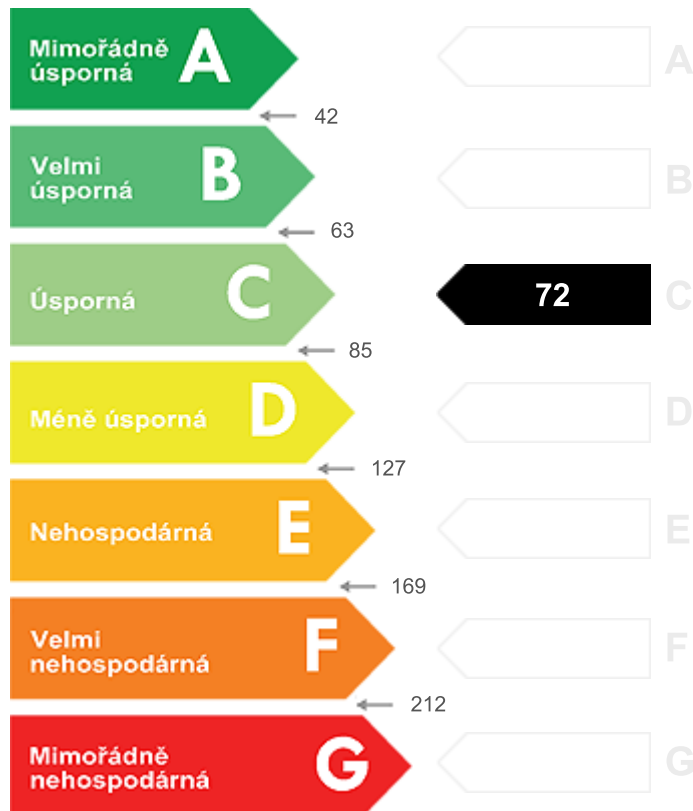 Mimořádně
úsporná
A
A
42
Velmi
úsporná
B
B
63
Úsporná
C
72
C
85
Méně úsporná
D
D
127
Nehospodárná
E
E
169
Velmi
nehospodárná
F
F
212
Mimořádně
nehospodárná
G
G